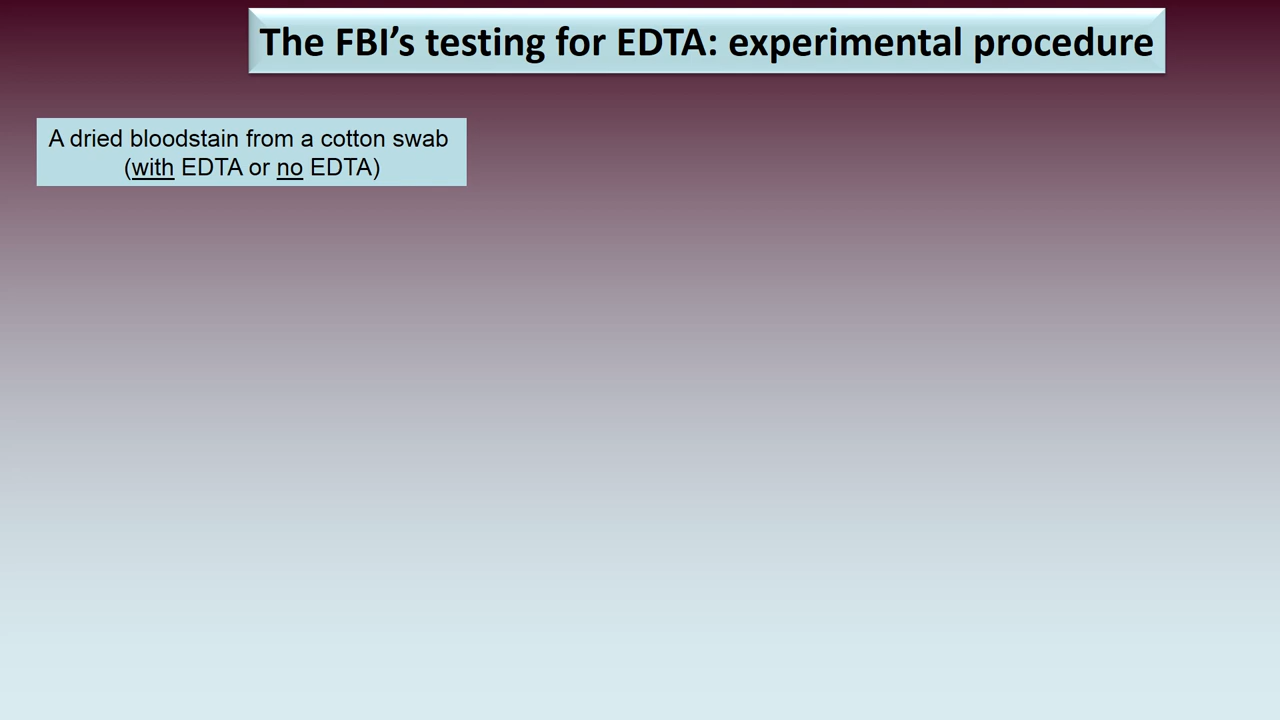 The FBI’s testing for EDTA: experimental procedure
A dried bloodstain from a cotton swab
(with EDTA or no EDTA)